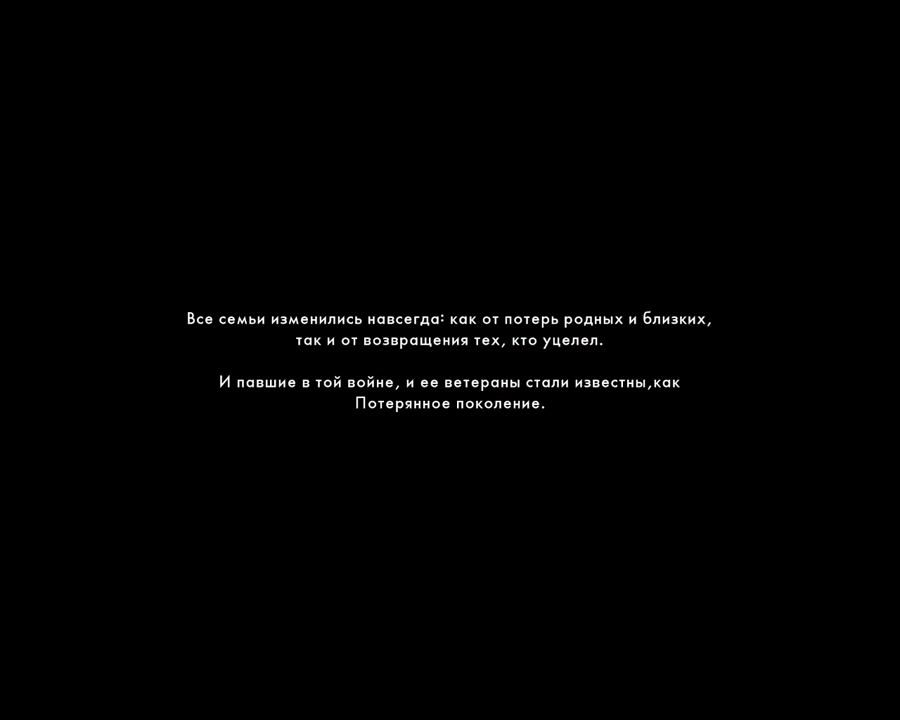 Все семьи изменились навсегда: как от потерь родных и близких,
так и от возвращения тех, кто уцелел.
И павшие в той войне, и ее ветераны стали известны,как
Потерянное поколение.